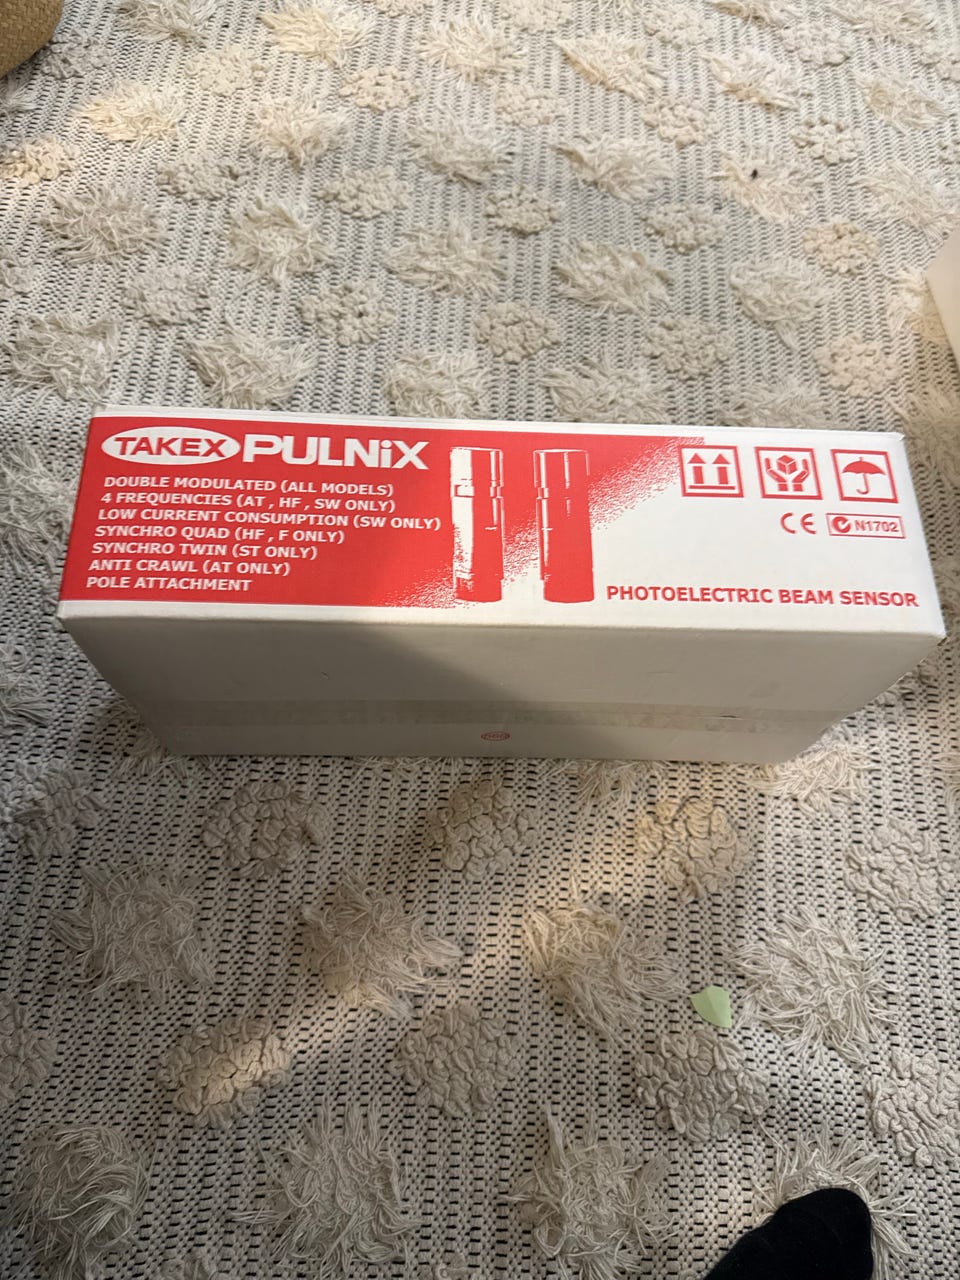 TAKEX PULNiX
DOUBLE MODULATED (ALL MODELS)
4 FREQUENCIES (AT , HF , SW ONLY)
LOW CURRENT CONSUMPTION (SW ONLY)
SYNCHRO QUAD (HF , F ONLY)
SYNCHRO TWIN (ST ONLY)
ANTI CRAWL (AT ONLY)
POLE ATTACHMENT
CE N1702
PHOTOELECTRIC BEAM SENSOR